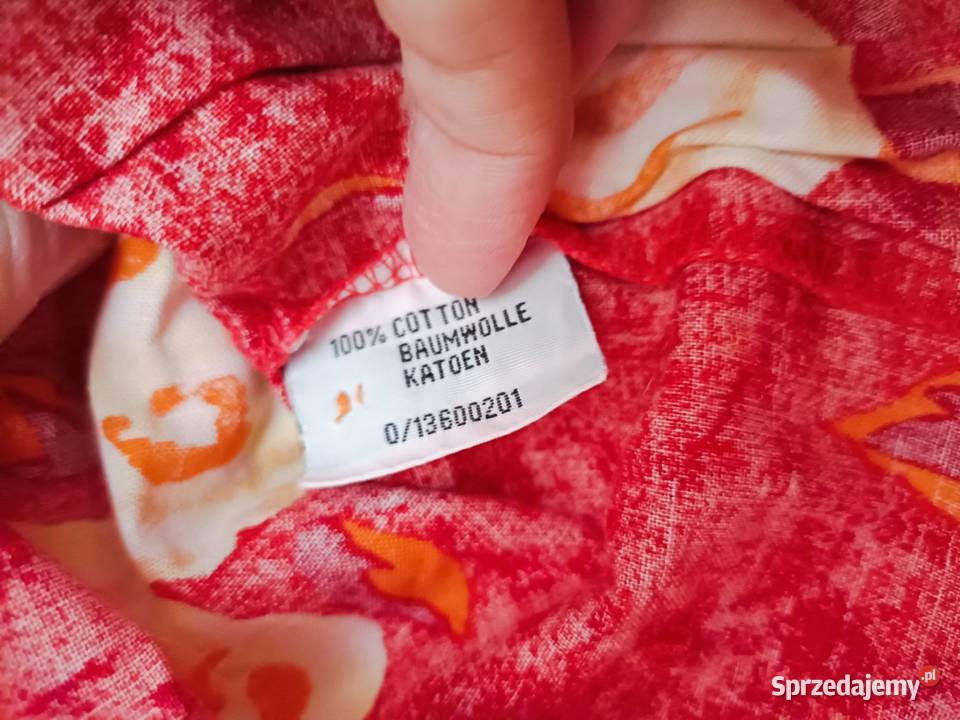 100% COTTON
BAUMWOLLE
KATOEN
0/13600201
Sprzedajemy.pl